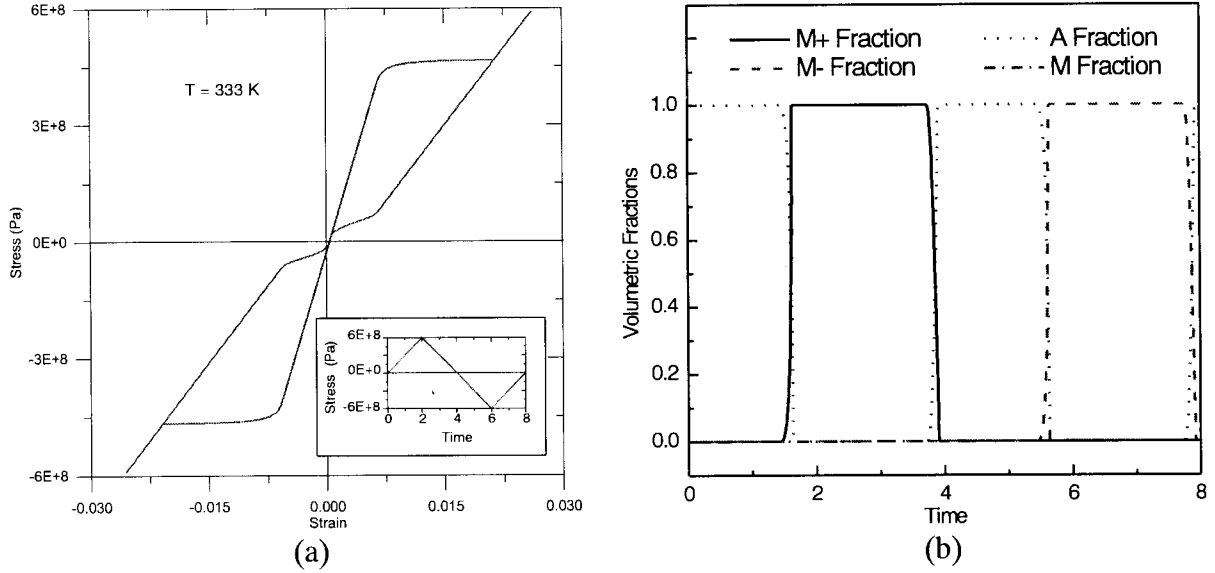 6E+8
T = 333 K
3E+8
Stress (Pa)
0E+0
-3E+8
-6E+8
-0.030
-0.015
0.000
0.015
0.030
Strain
Stress (Pa)
6E+8
0E+0
-6E+8
0
2
4
6
8
Time
(a)
M+ Fraction
A Fraction
M- Fraction
M Fraction
Volumetric Fractions
1.0
0.8
0.6
0.4
0.2
0.0
0
2
4
6
8
Time
(b)